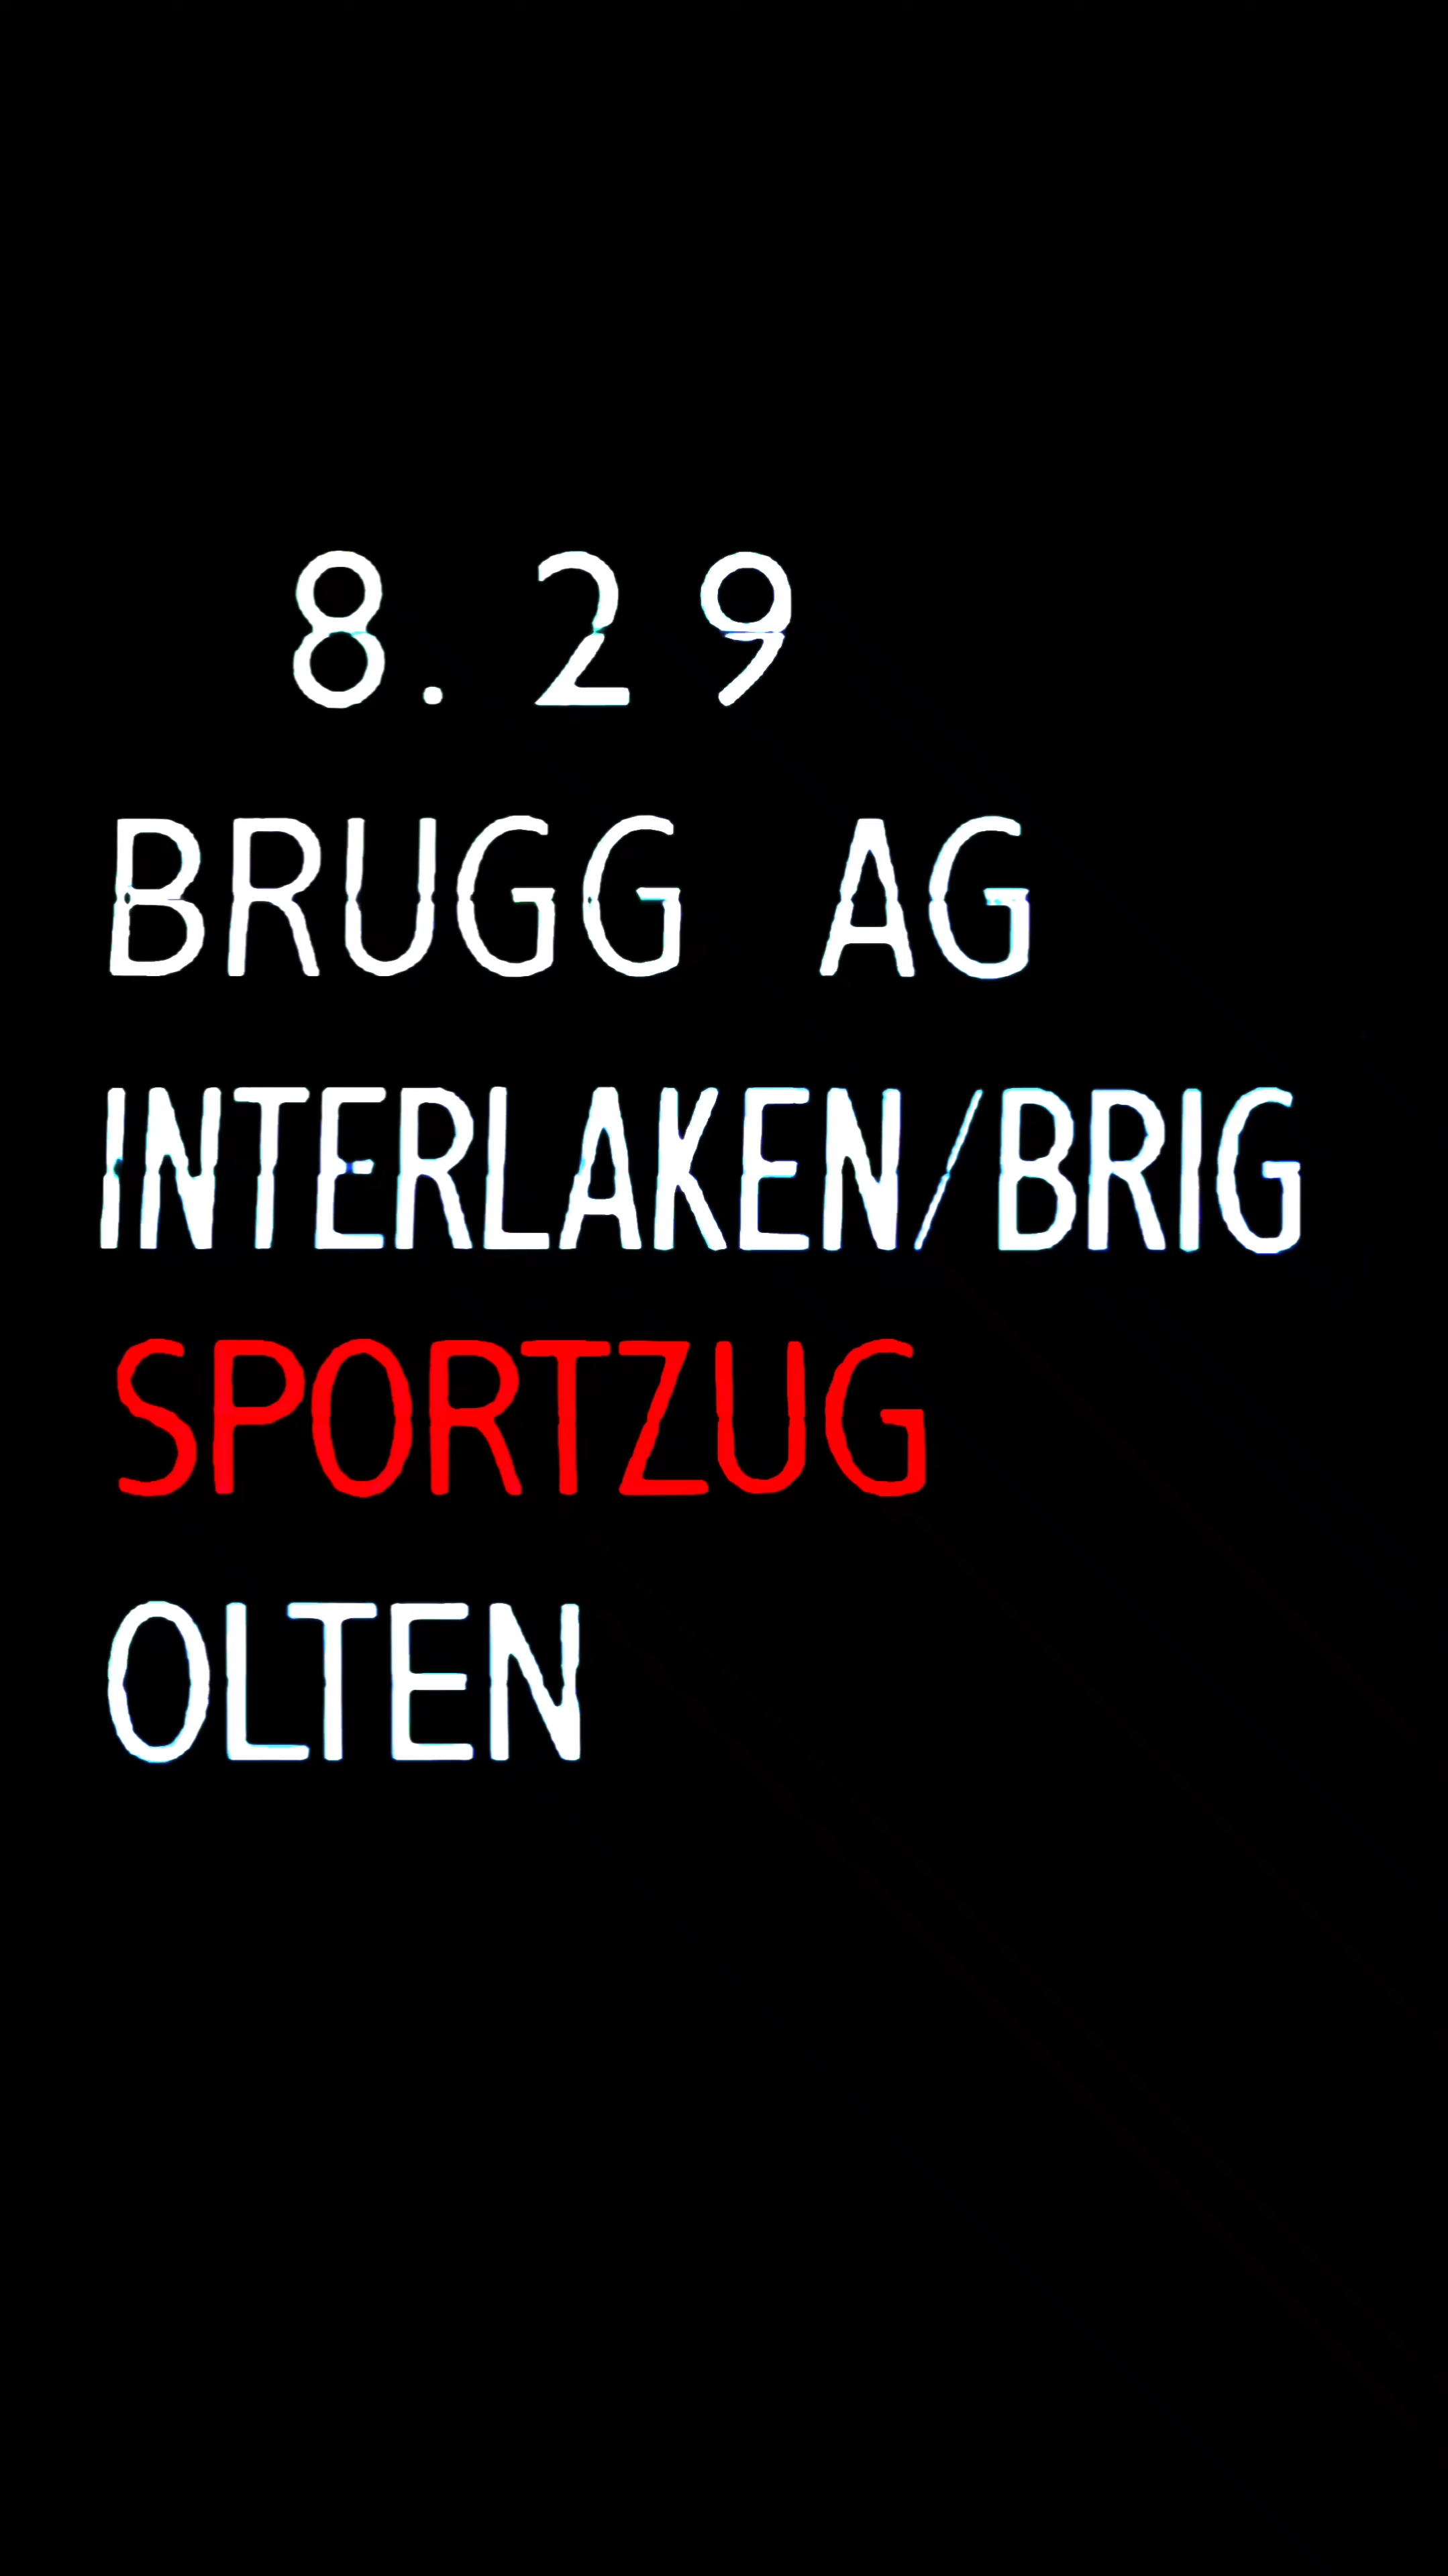 8.29
BRUGG AG
INTERLAKEN/BRIG
SPORTZUG
OLTEN